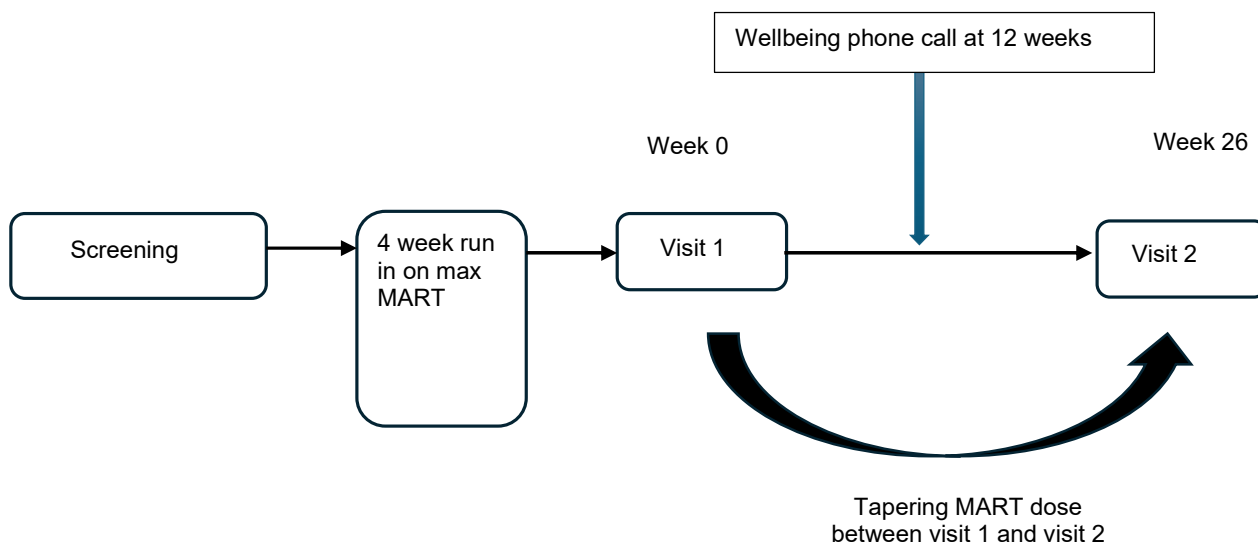 Wellbeing phone call at 12 weeks
Week 0
Week 26
Screening
4 week run
in on max
MART
Visit 1
Visit 2
Tapering MART dose
between visit 1 and visit 2